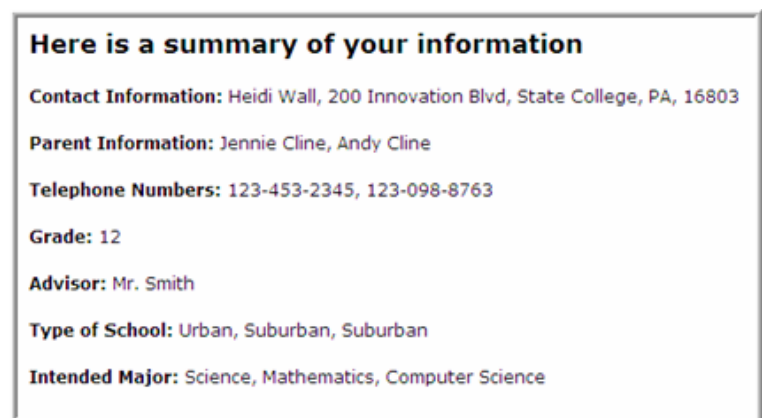 Here is a summary of your information
Contact Information: Heidi Wall, 200 Innovation Blvd, State College, PA, 16803
Parent Information: Jennie Cline, Andy Cline
Telephone Numbers: 123-453-2345, 123-098-8763
Grade: 12
Advisor: Mr. Smith
Type of School: Urban, Suburban, Suburban
Intended Major: Science, Mathematics, Computer Science